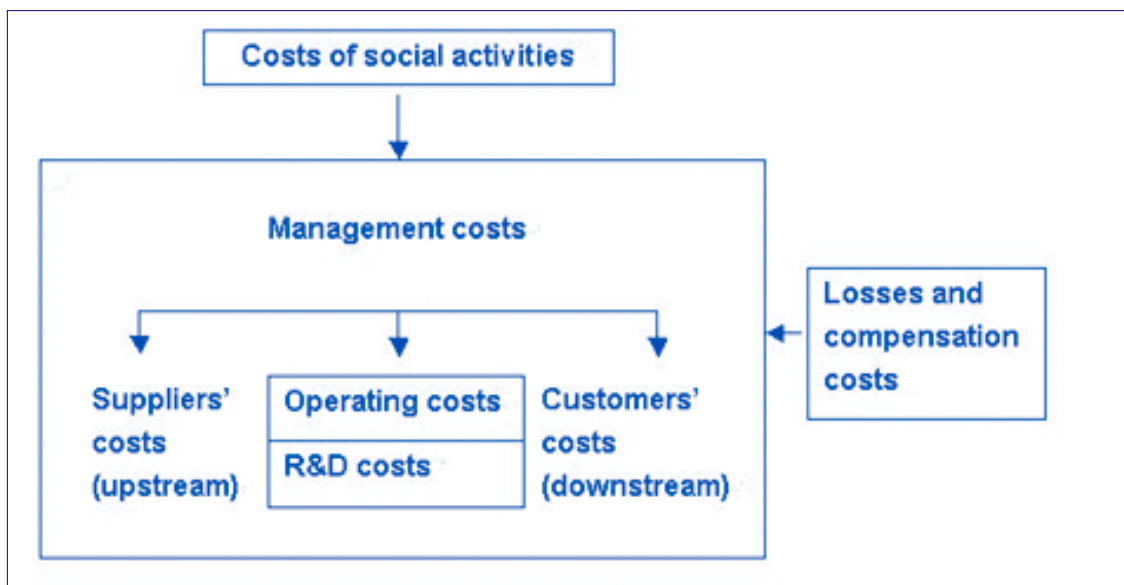 Costs of social activities
Management costs
Losses and
compensation
costs
Suppliers’
costs
(upstream)
Operating costs
R&D costs
Customers’
costs
(downstream)